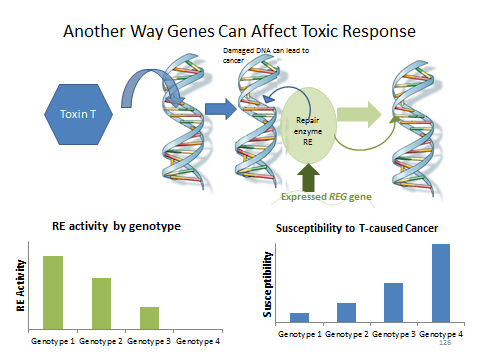 Another Way Genes Can Affect Toxic Response
Damaged DNA can lead to
cancer
Toxin T
Repair
enzyme
RE
Expressed REG gene
RE activity by genotype
RE Activity
Genotype 1 Genotype 2 Genotype 3 Genotype 4
Susceptibility to T-caused Cancer
Susceptibility
Genotype 1 Genotype 2 Genotype 3 Genotype 4
126